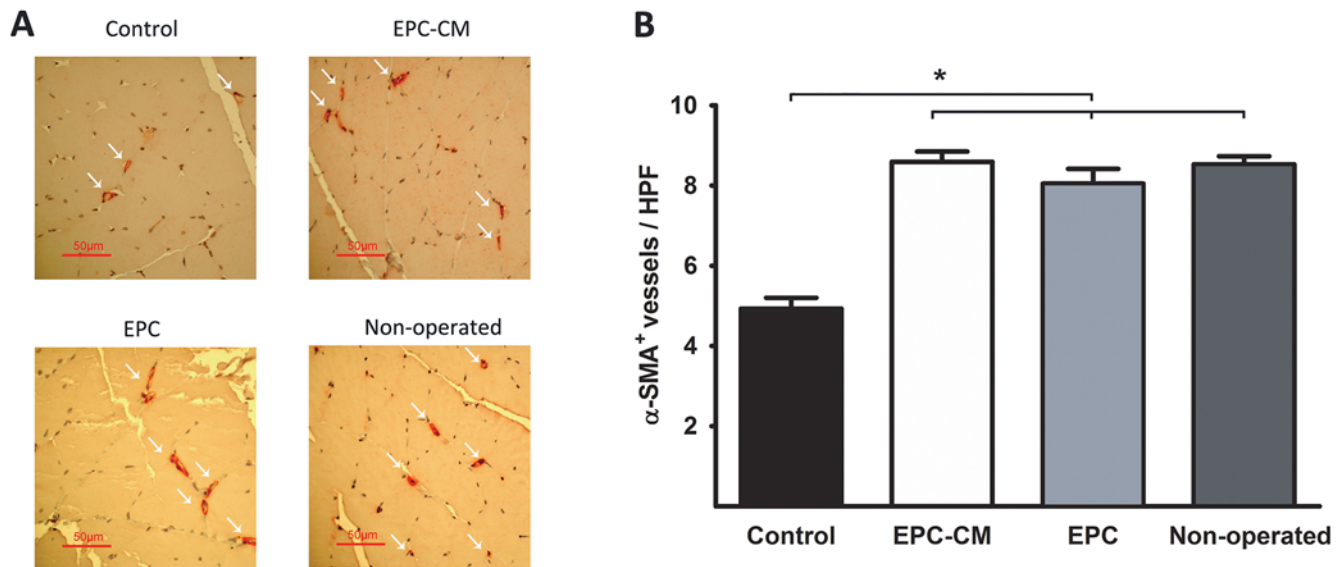 A
Control
EPC-CM
50µm
50µm
EPC
Non-operated
50µm
50µm
B
*
10
8
6
4
2
α-SMA⁺ vessels / HPF
Control
EPC-CM
EPC
Non-operated